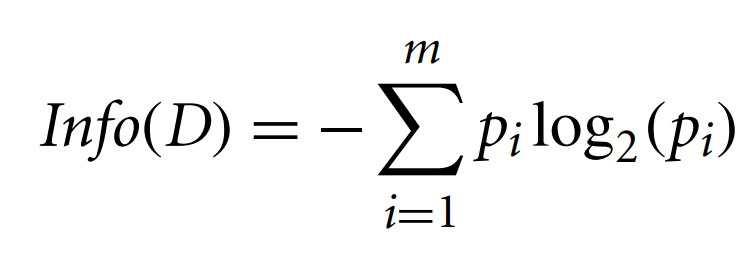 Info(D) = −∑_{i=1}^{m} p_i log_2(p_i)